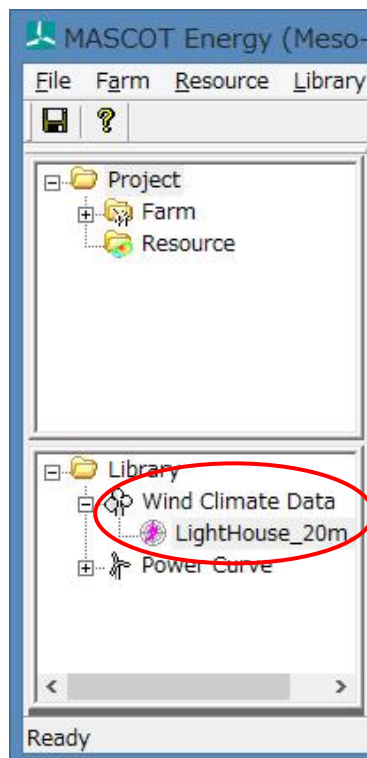 MASCOT Energy (Meso-
File Farm Resource Library
Project
Farm
Resource
Library
Wind Climate Data
LightHouse_20m
Power Curve
Ready